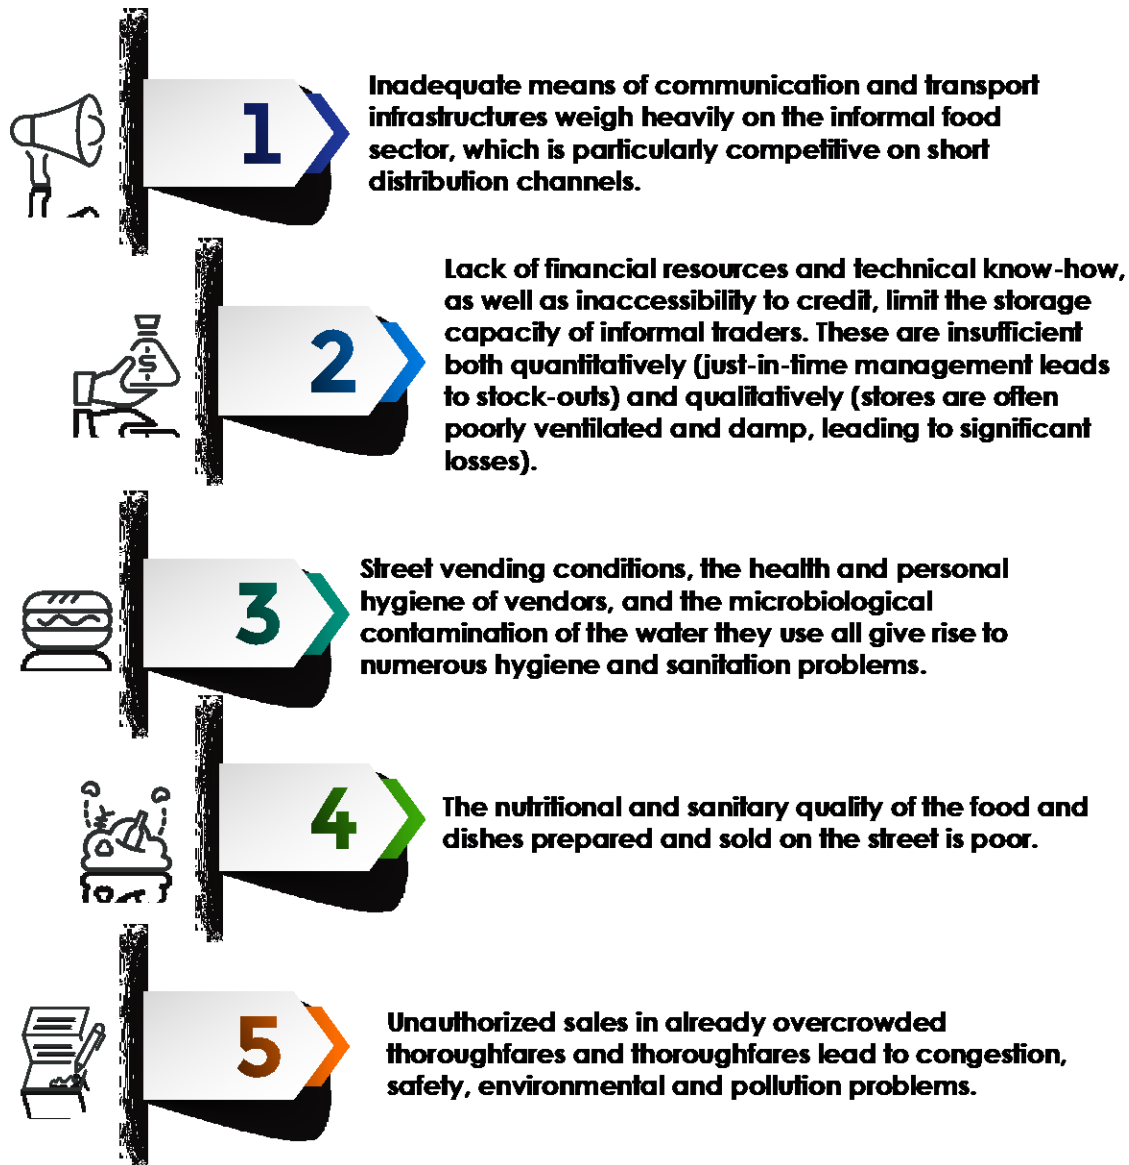 1
Inadequate means of communication and transport
infrastructures weigh heavily on the informal food
sector, which is particularly competitive on short
distribution channels.
2
$
Lack of financial resources and technical know-how,
as well as inaccessibility to credit, limit the storage
capacity of informal traders. These are insufficient
both quantitatively (just-in-time management leads
to stock-outs) and qualitatively (stores are often
poorly ventilated and damp, leading to significant
losses).
3
Street vending conditions, the health and personal
hygiene of vendors, and the microbiological
contamination of the water they use all give rise to
numerous hygiene and sanitation problems.
4
The nutritional and sanitary quality of the food and
dishes prepared and sold on the street is poor.
5
Unauthorized sales in already overcrowded
thoroughfares and thoroughfares lead to congestion,
safety, environmental and pollution problems.